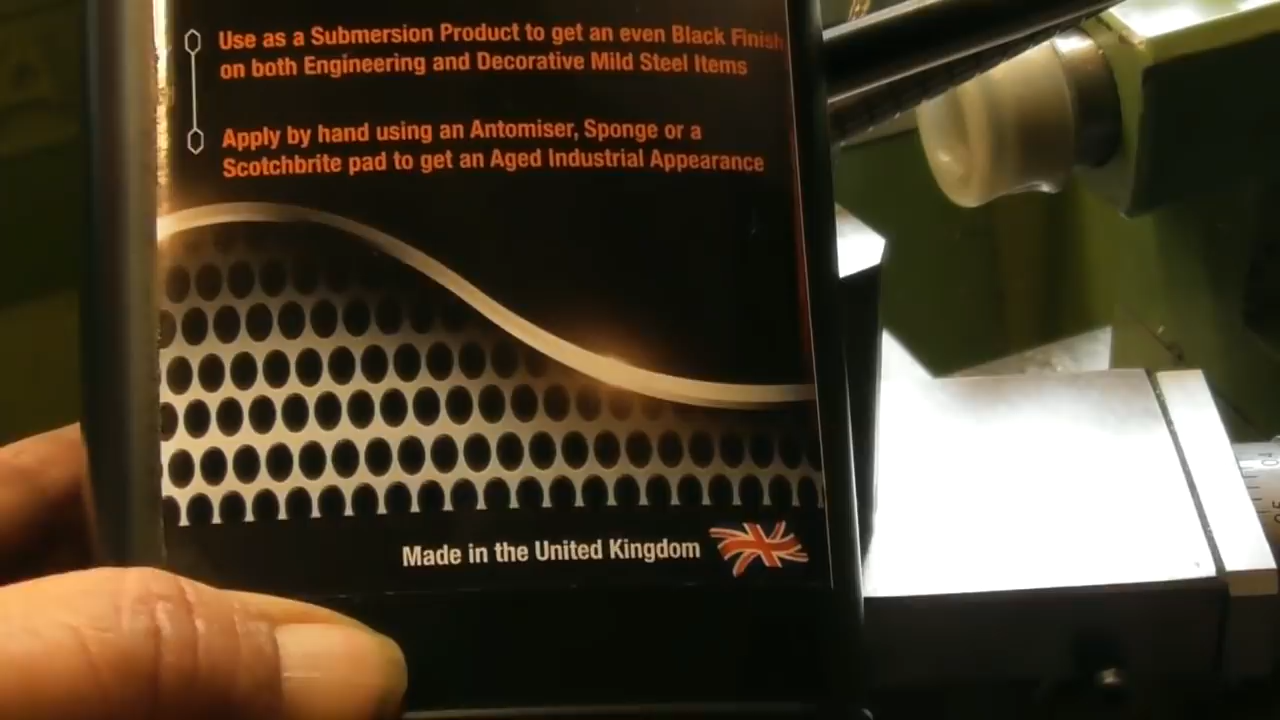 Use as a Submersion Product to get an even Black Finish
on both Engineering and Decorative Mild Steel Items
Apply by hand using an Antomiser, Sponge or a
Scotchbrite pad to get an Aged Industrial Appearance
Made in the United Kingdom